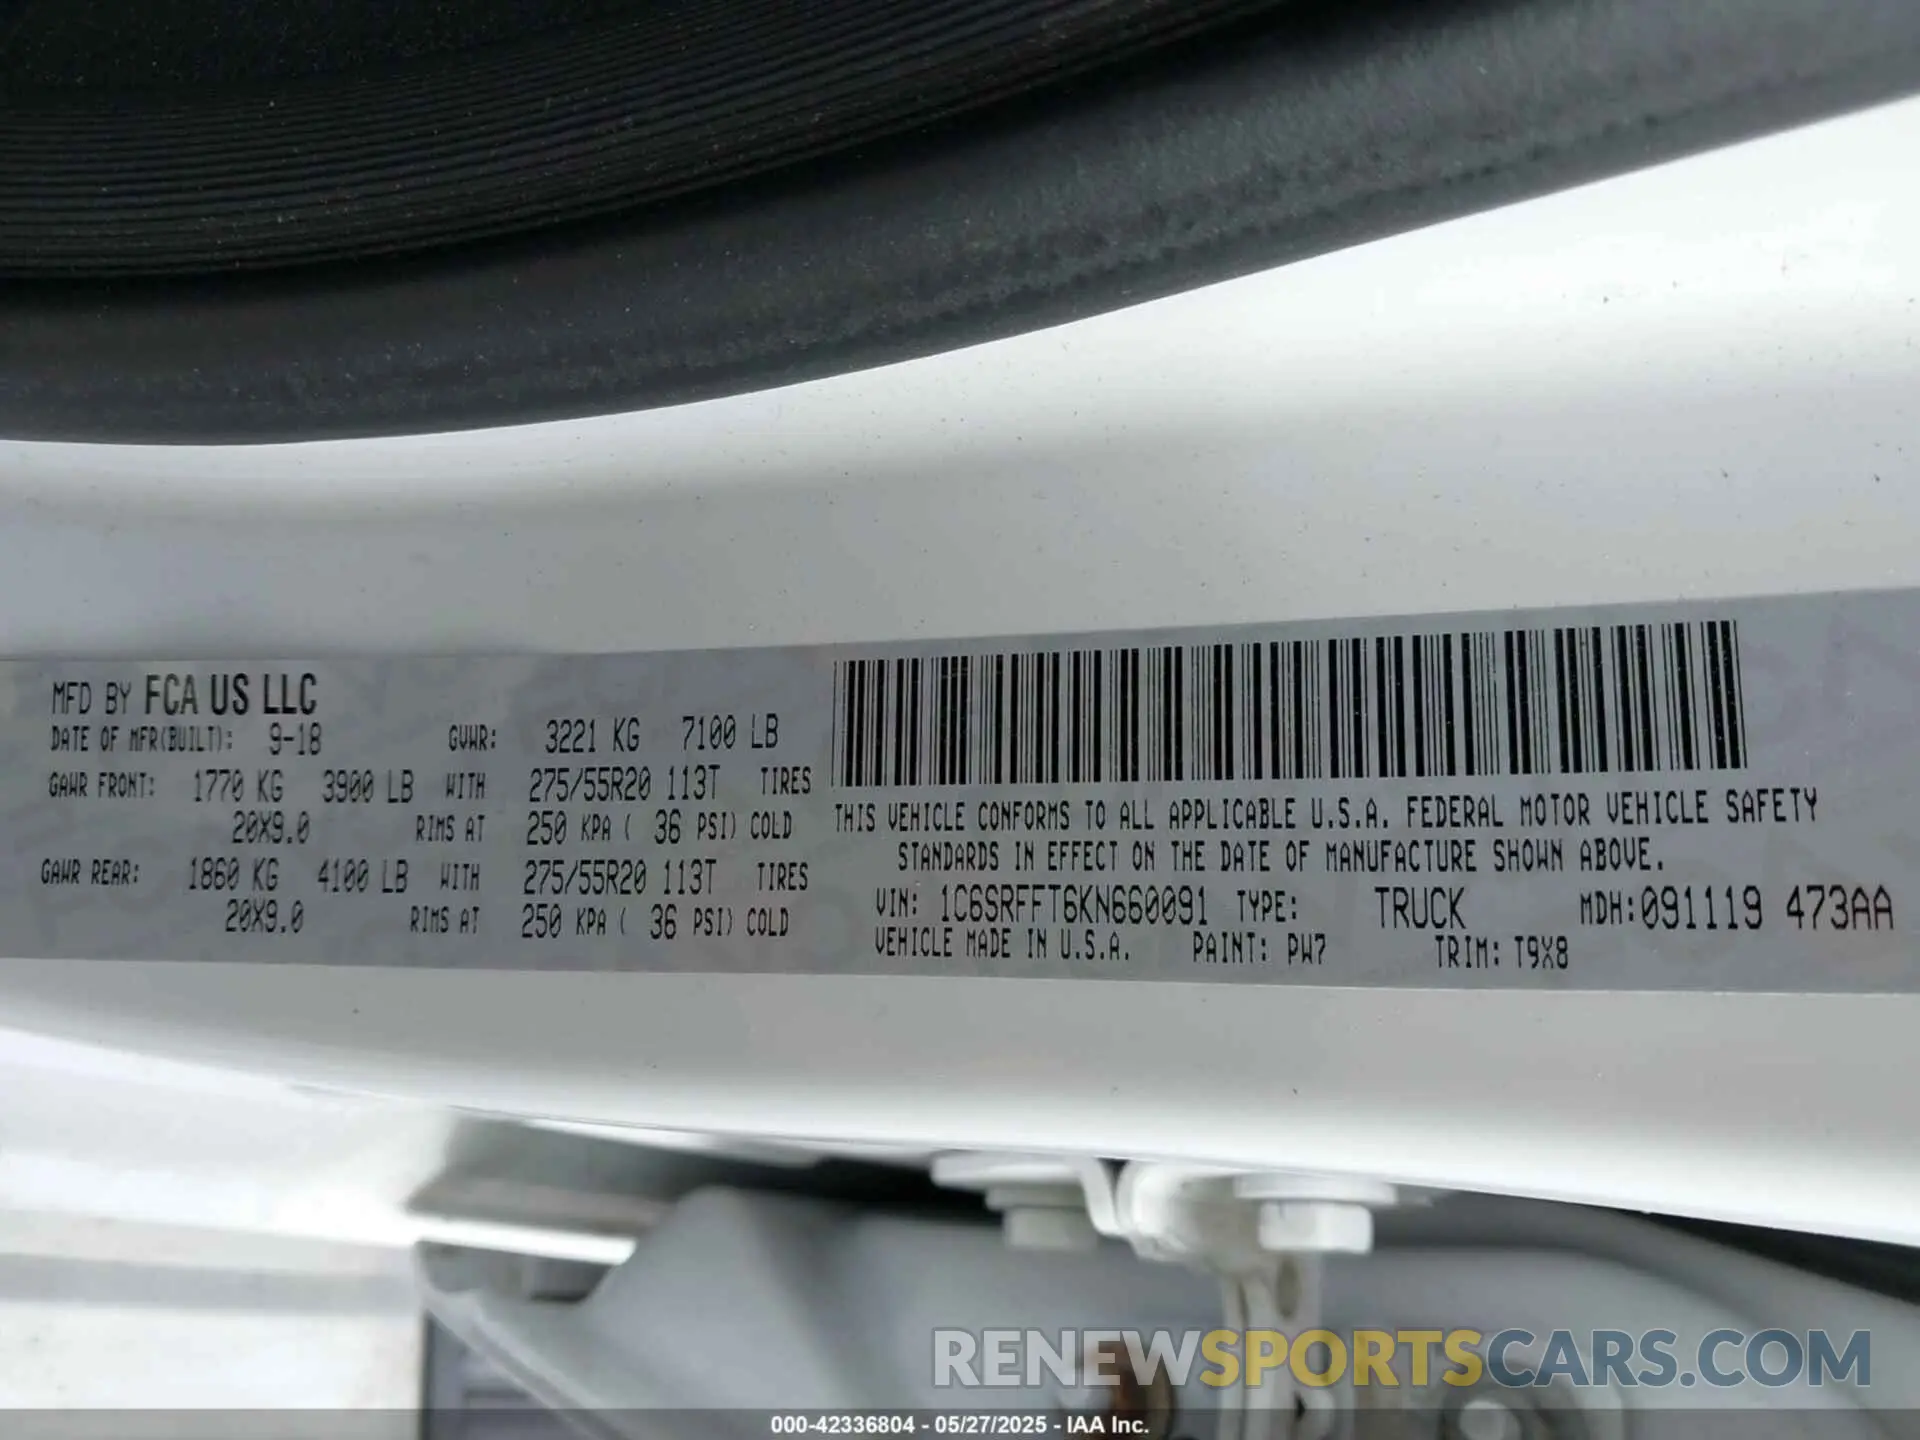 MFD BY FCA US LLC
DATE OF MFR(BUILT): 9-18 GVWR: 3221 KG 7100 LB
GAWR FRONT: 1770 KG 3900 LB WITH 275/55R20 113T TIRES
20X9.0 RIMS AT 250 KPA ( 36 PSI) COLD
GAWR REAR: 1860 KG 4100 LB WITH 275/55R20 113T TIRES
20X9.0 RIMS AT 250 KPA ( 36 PSI) COLD
THIS VEHICLE CONFORMS TO ALL APPLICABLE U.S.A. FEDERAL MOTOR VEHICLE SAFETY
STANDARDS IN EFFECT ON THE DATE OF MANUFACTURE SHOWN ABOVE.
VIN: 1C6SRFFT6KN660091 TYPE: TRUCK MDH:091119 473AA
VEHICLE MADE IN U.S.A. PAINT: PW7 TRIM: T9X8
RENEWSPORTSCARS.COM
000-42336804 - 05/27/2025 - IAA Inc.